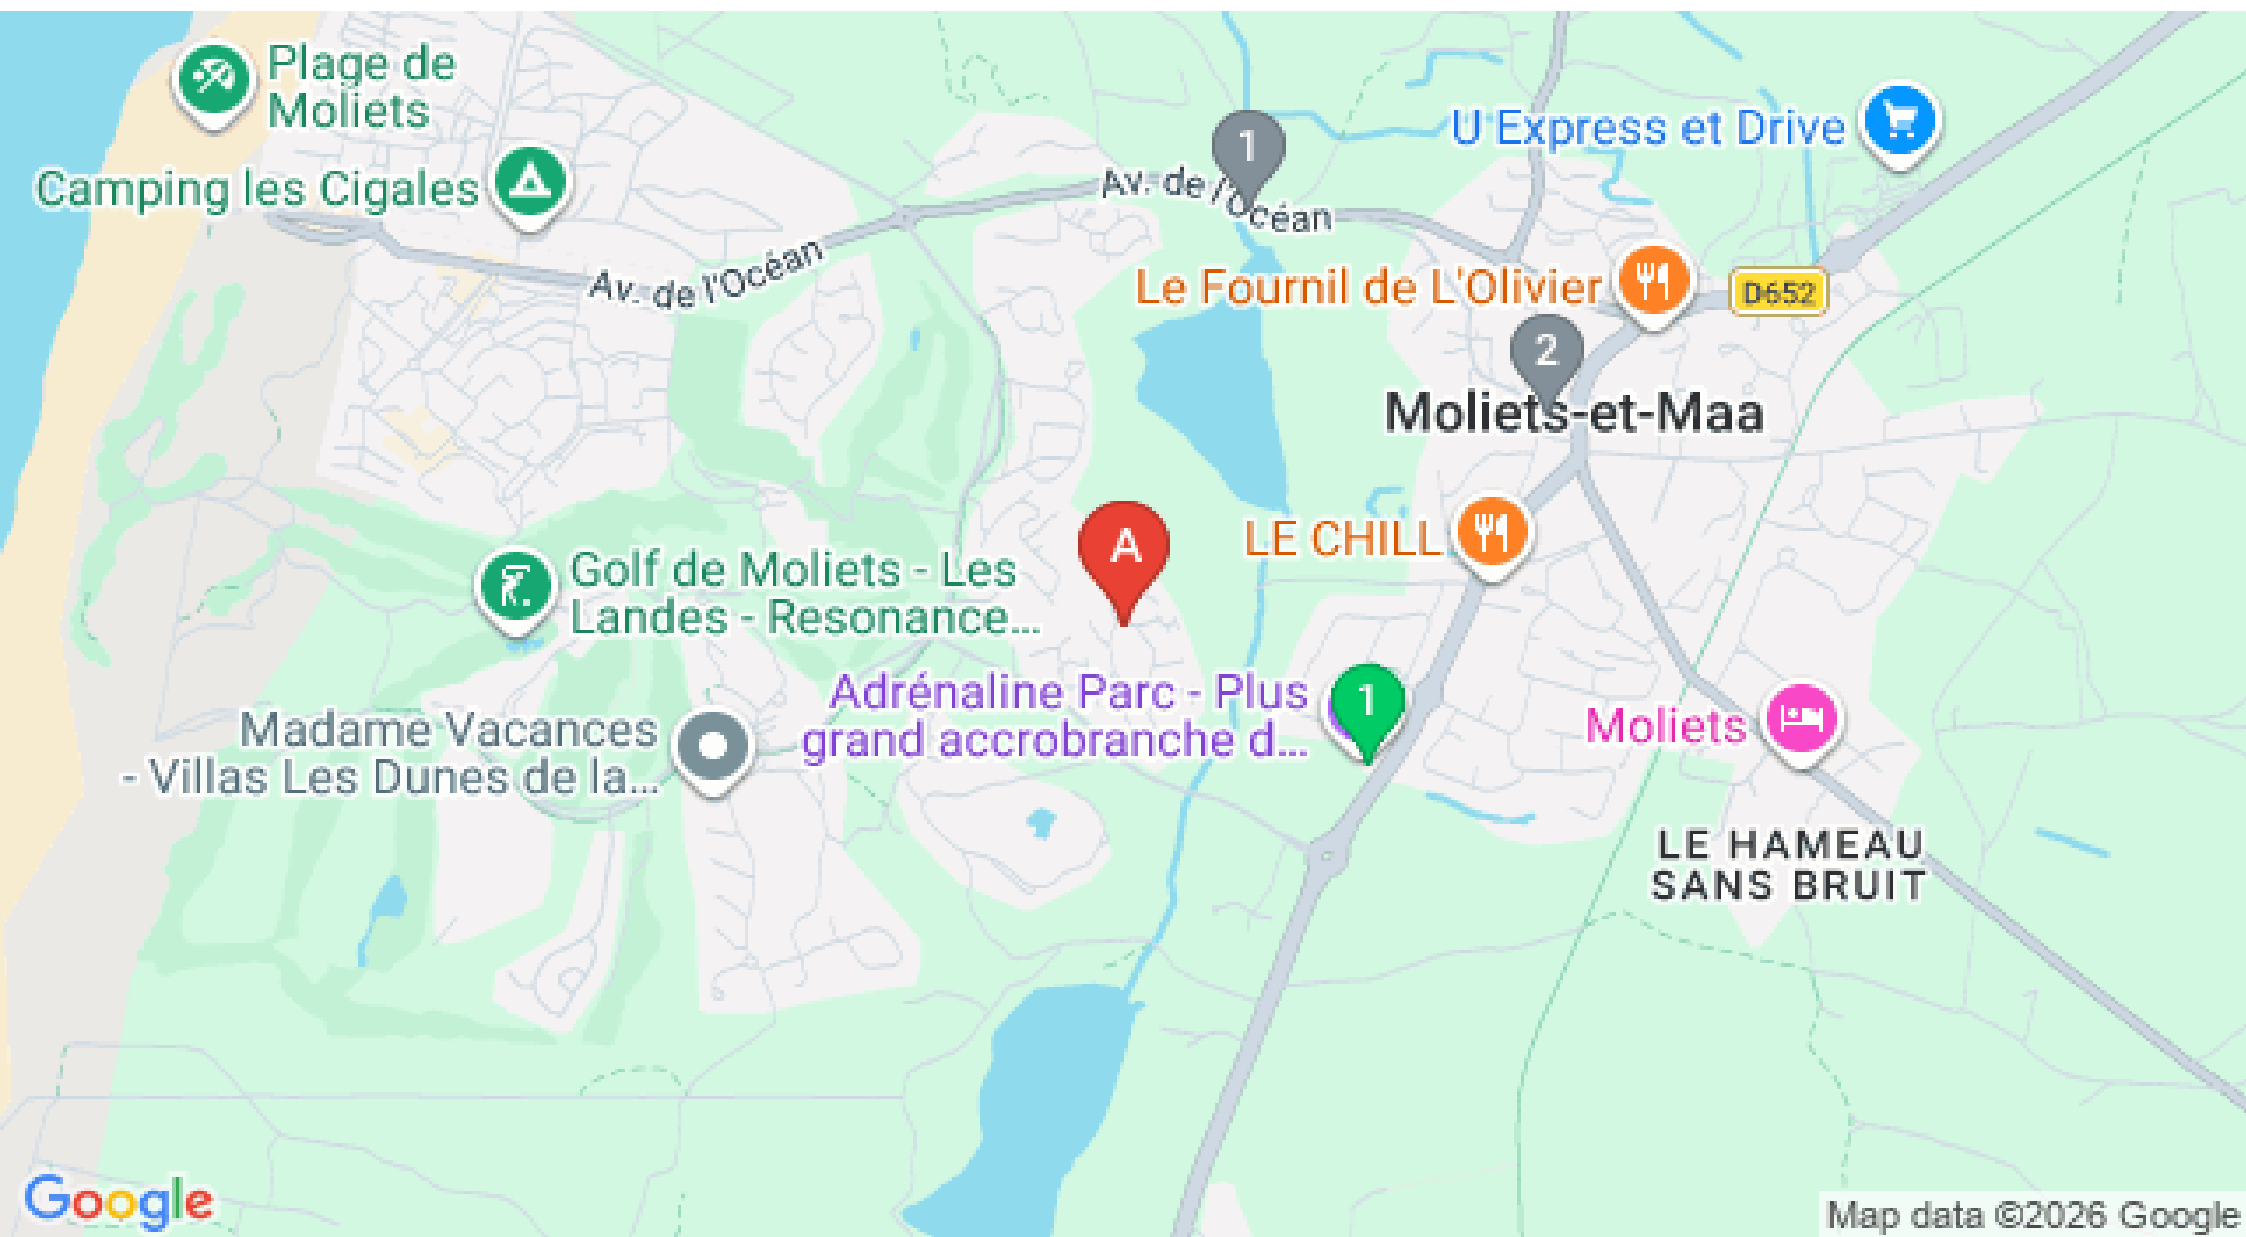 Plage de
Moliets
Camping les Cigales
1
U Express et Drive
Av. de l'Océan
Av. de l'Océan
Le Fournil de L'Olivier
D652
2
Moliets-et-Maa
A
LE CHILL
Golf de Moliets - Les
Landes - Resonance...
Adrénaline Parc - Plus
grand accrobranche d...
1
Madame Vacances
- Villas Les Dunes de la...
Moliets
LE HAMEAU
SANS BRUIT
Google
Map data ©2026 Google